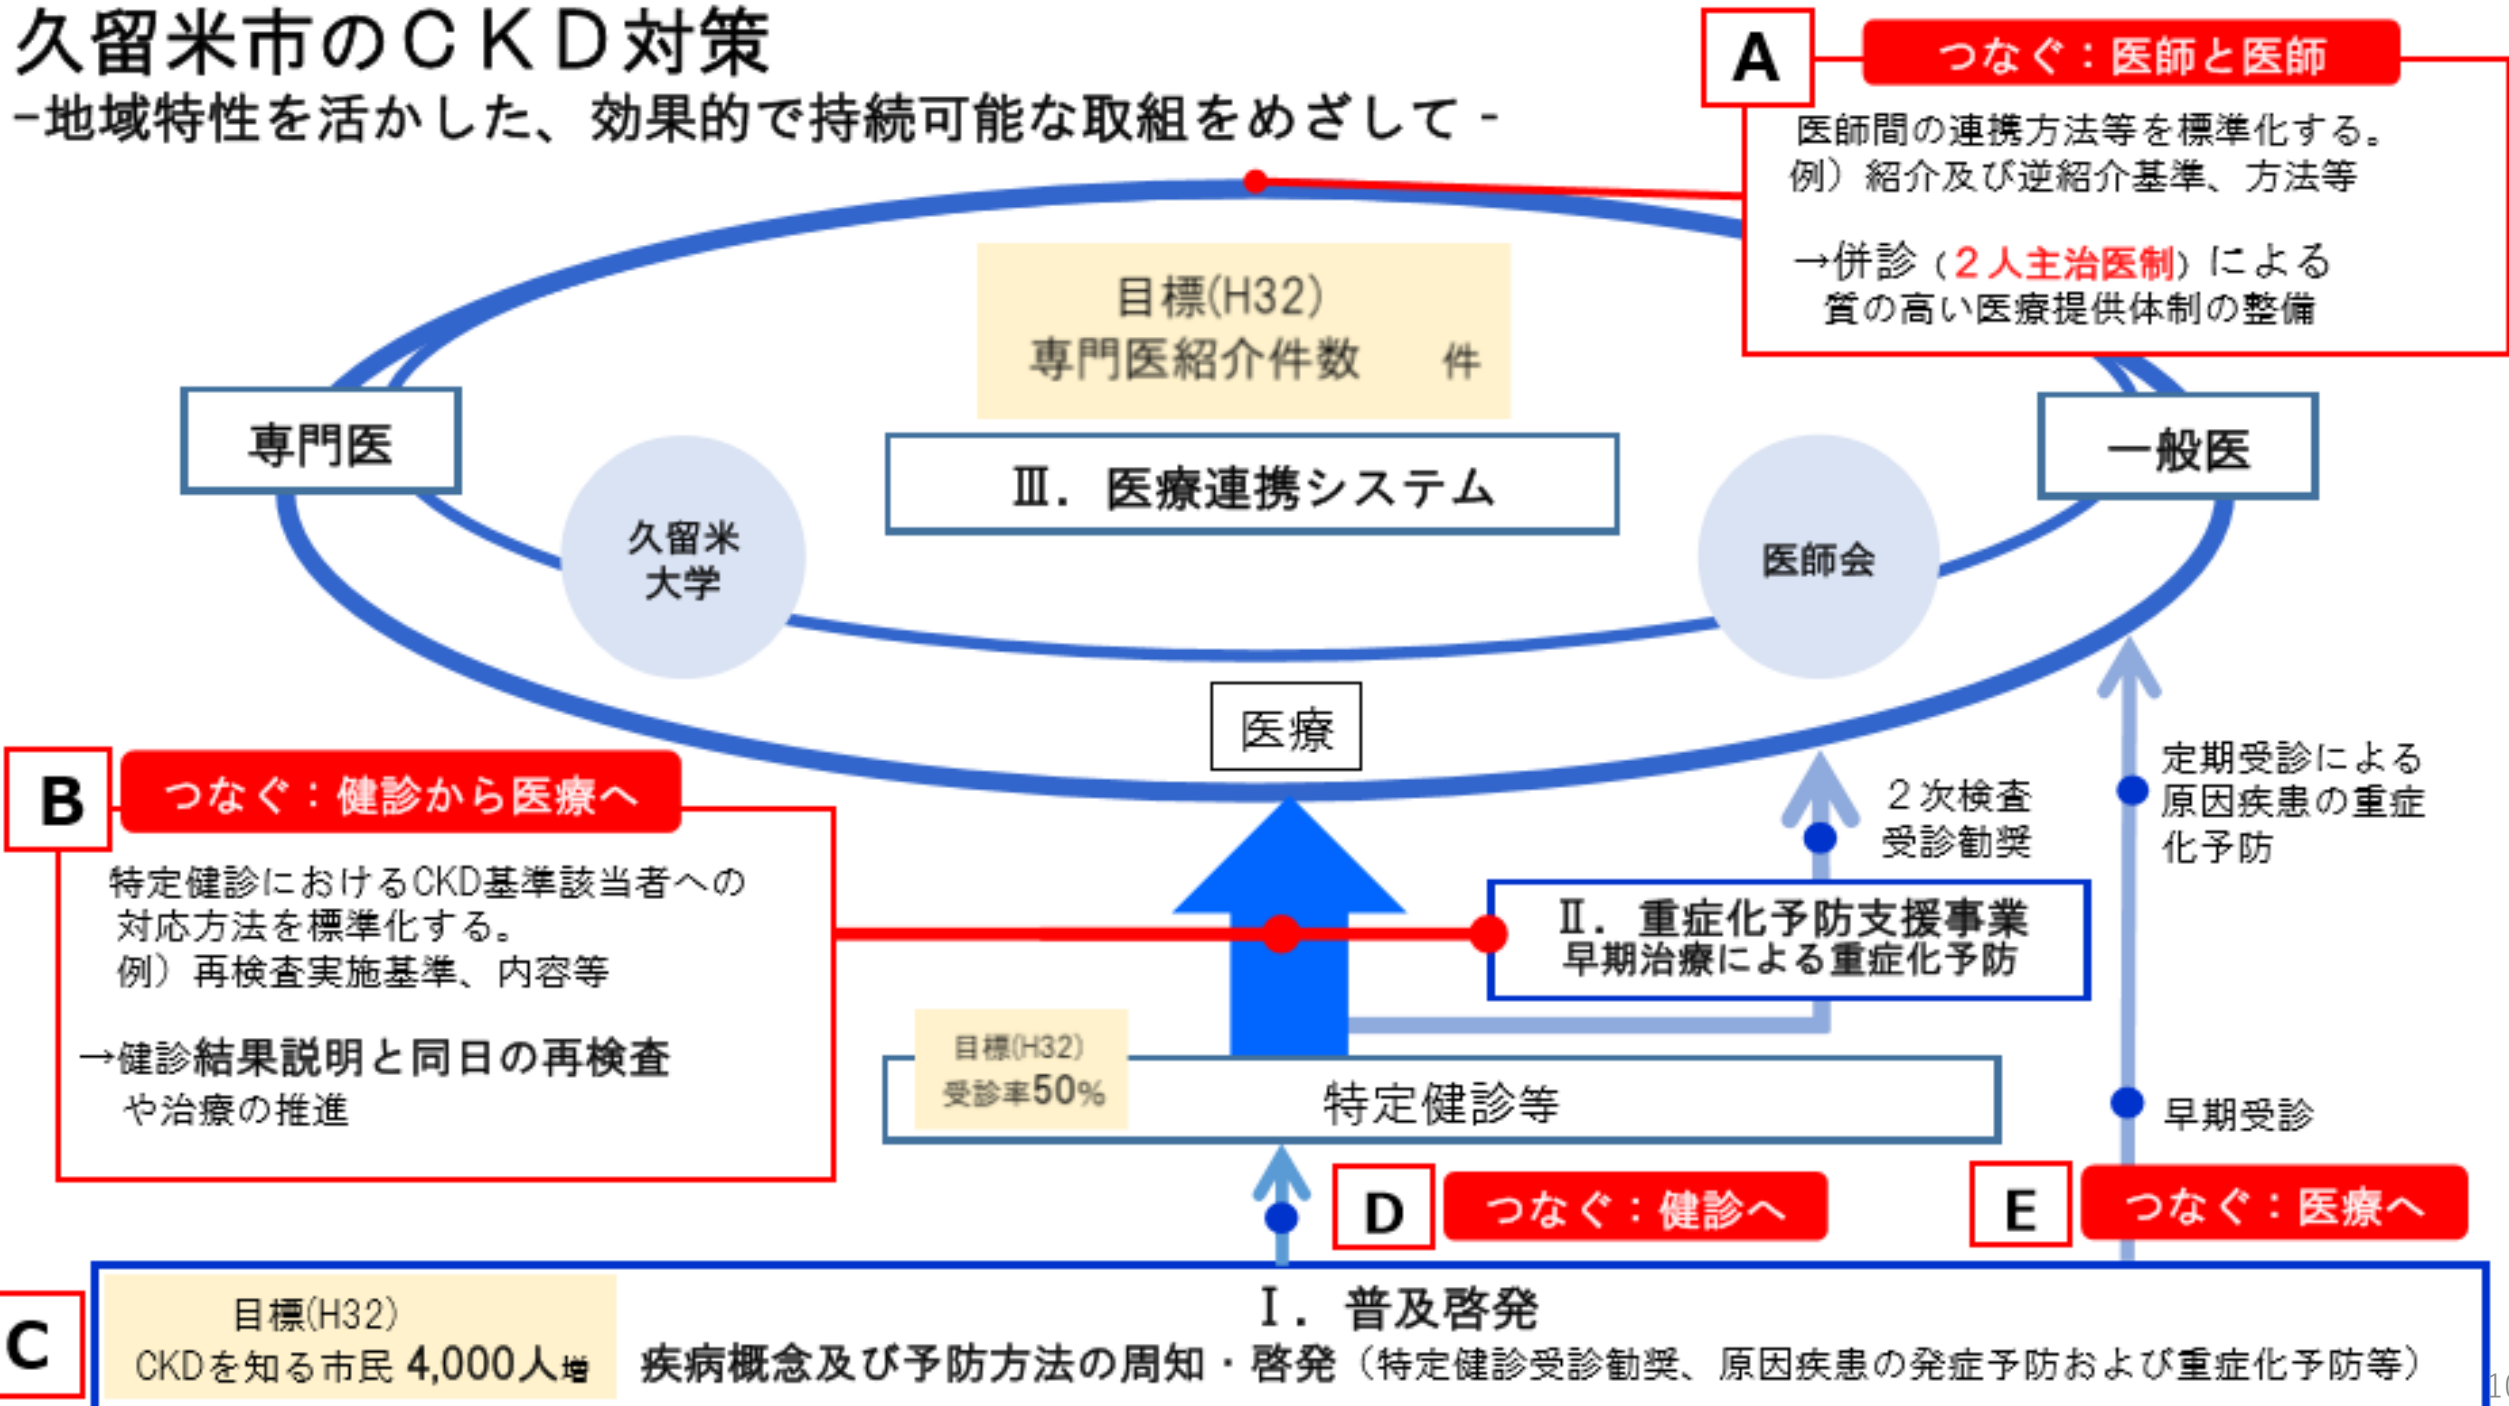 久留米市のＣＫＤ対策
-地域特性を活かした、効果的で持続可能な取組をめざして -
A
つなぐ：医師と医師
医師間の連携方法等を標準化する。
例）紹介及び逆紹介基準、方法等
→併診（２人主治医制）による
質の高い医療提供体制の整備
目標(H32)
専門医紹介件数　　件
専門医
一般医
Ⅲ．医療連携システム
久留米
大学
医師会
医療
B
つなぐ：健診から医療へ
特定健診におけるCKD基準該当者への
対応方法を標準化する。
例）再検査実施基準、内容等
→健診結果説明と同日の再検査
や治療の推進
２次検査
受診勧奨
定期受診による
原因疾患の重症
化予防
Ⅱ．重症化予防支援事業
早期治療による重症化予防
目標(H32)
受診率50%
特定健診等
早期受診
D
つなぐ：健診へ
E
つなぐ：医療へ
C
目標(H32)
CKDを知る市民 4,000人増
Ⅰ．普及啓発
疾病概念及び予防方法の周知・啓発（特定健診受診勧奨、原因疾患の発症予防および重症化予防等）